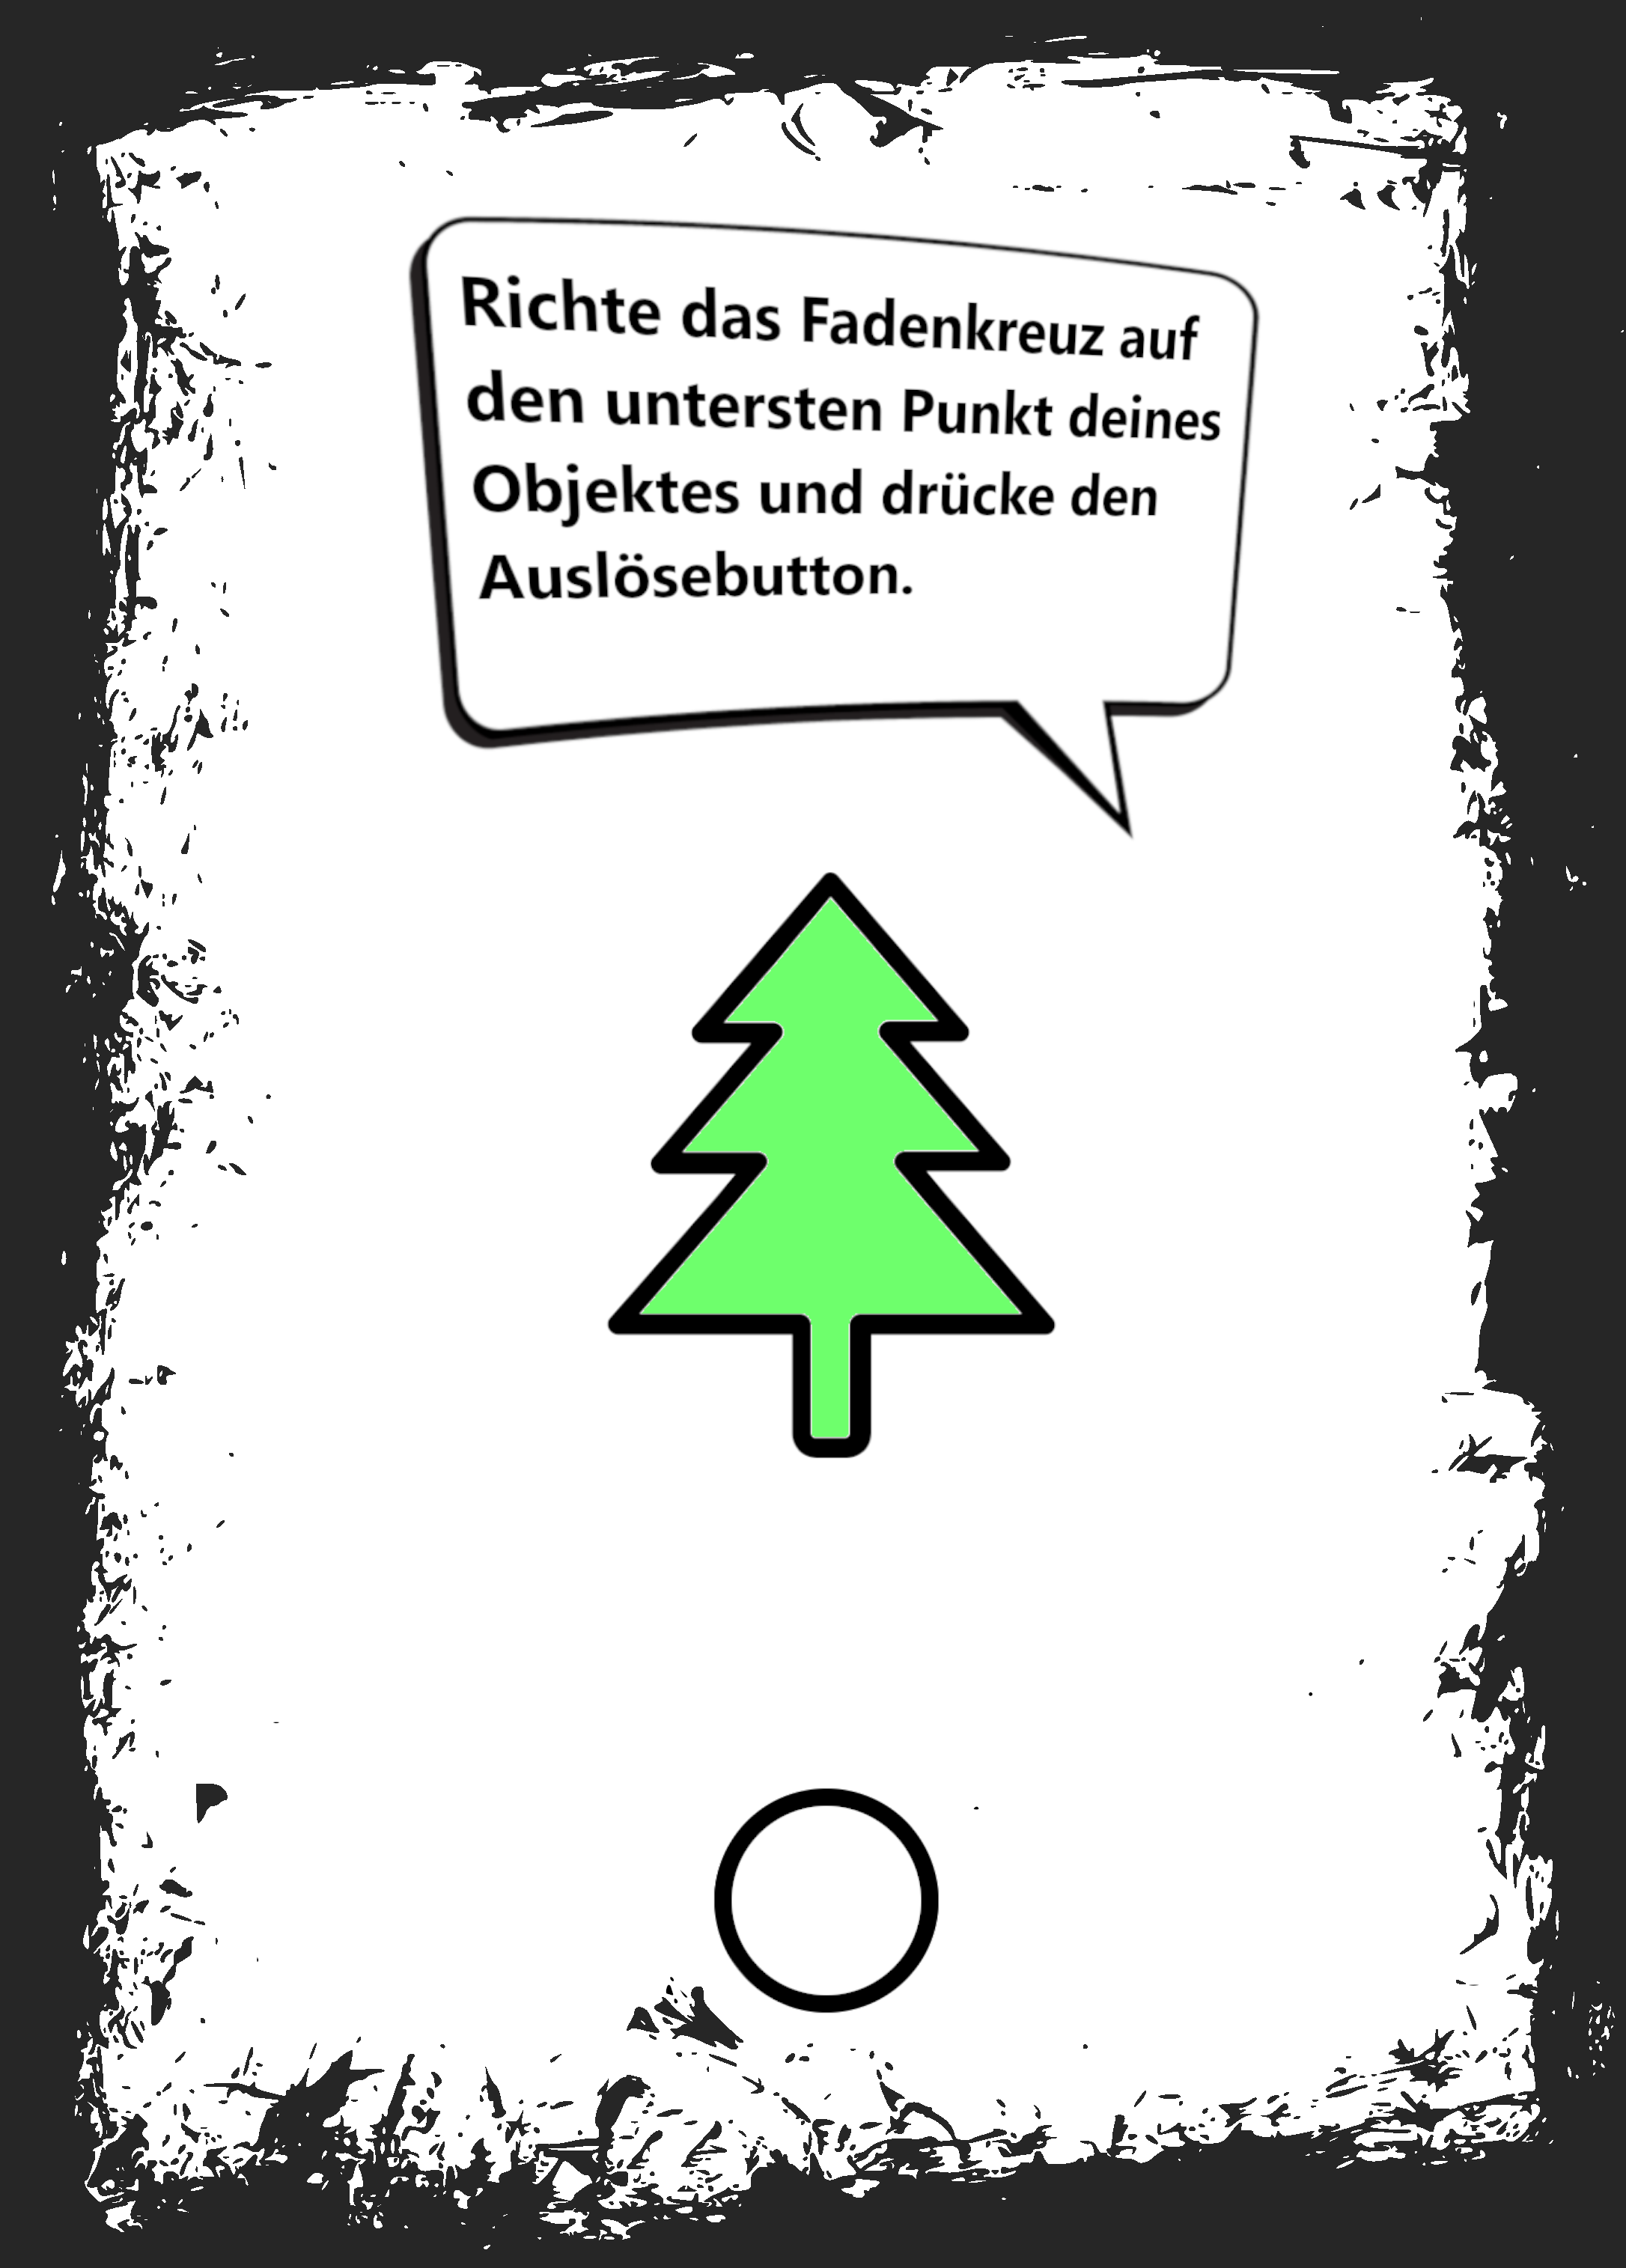 Richte das Fadenkreuz auf
den untersten Punkt deines
Objektes und drücke den
Auslösebutton.